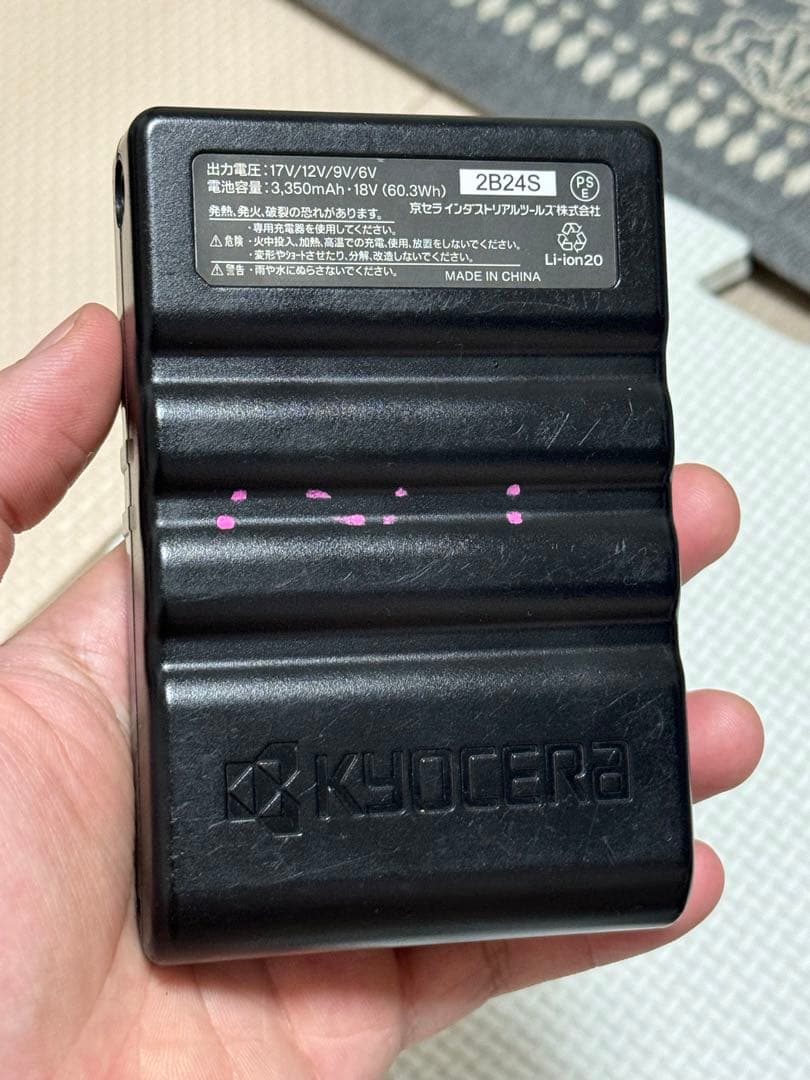 出力電圧:17V/12V/9V/6V
電池容量:3,350mAh・18V (60.3Wh)
2B24S
PS
E
発熱、発火、破裂の恐れがあります。
京セラインダストリアルツールズ株式会社
・専用充電器を使用してください。
⚠危険・火中投入、加熱、高温での充電、使用、放置をしないでください。
・変形やショートさせたり、分解、改造しないでください。
⚠警告・雨や水にぬらさないでください。
Li-ion20
MADE IN CHINA
KYOCERA